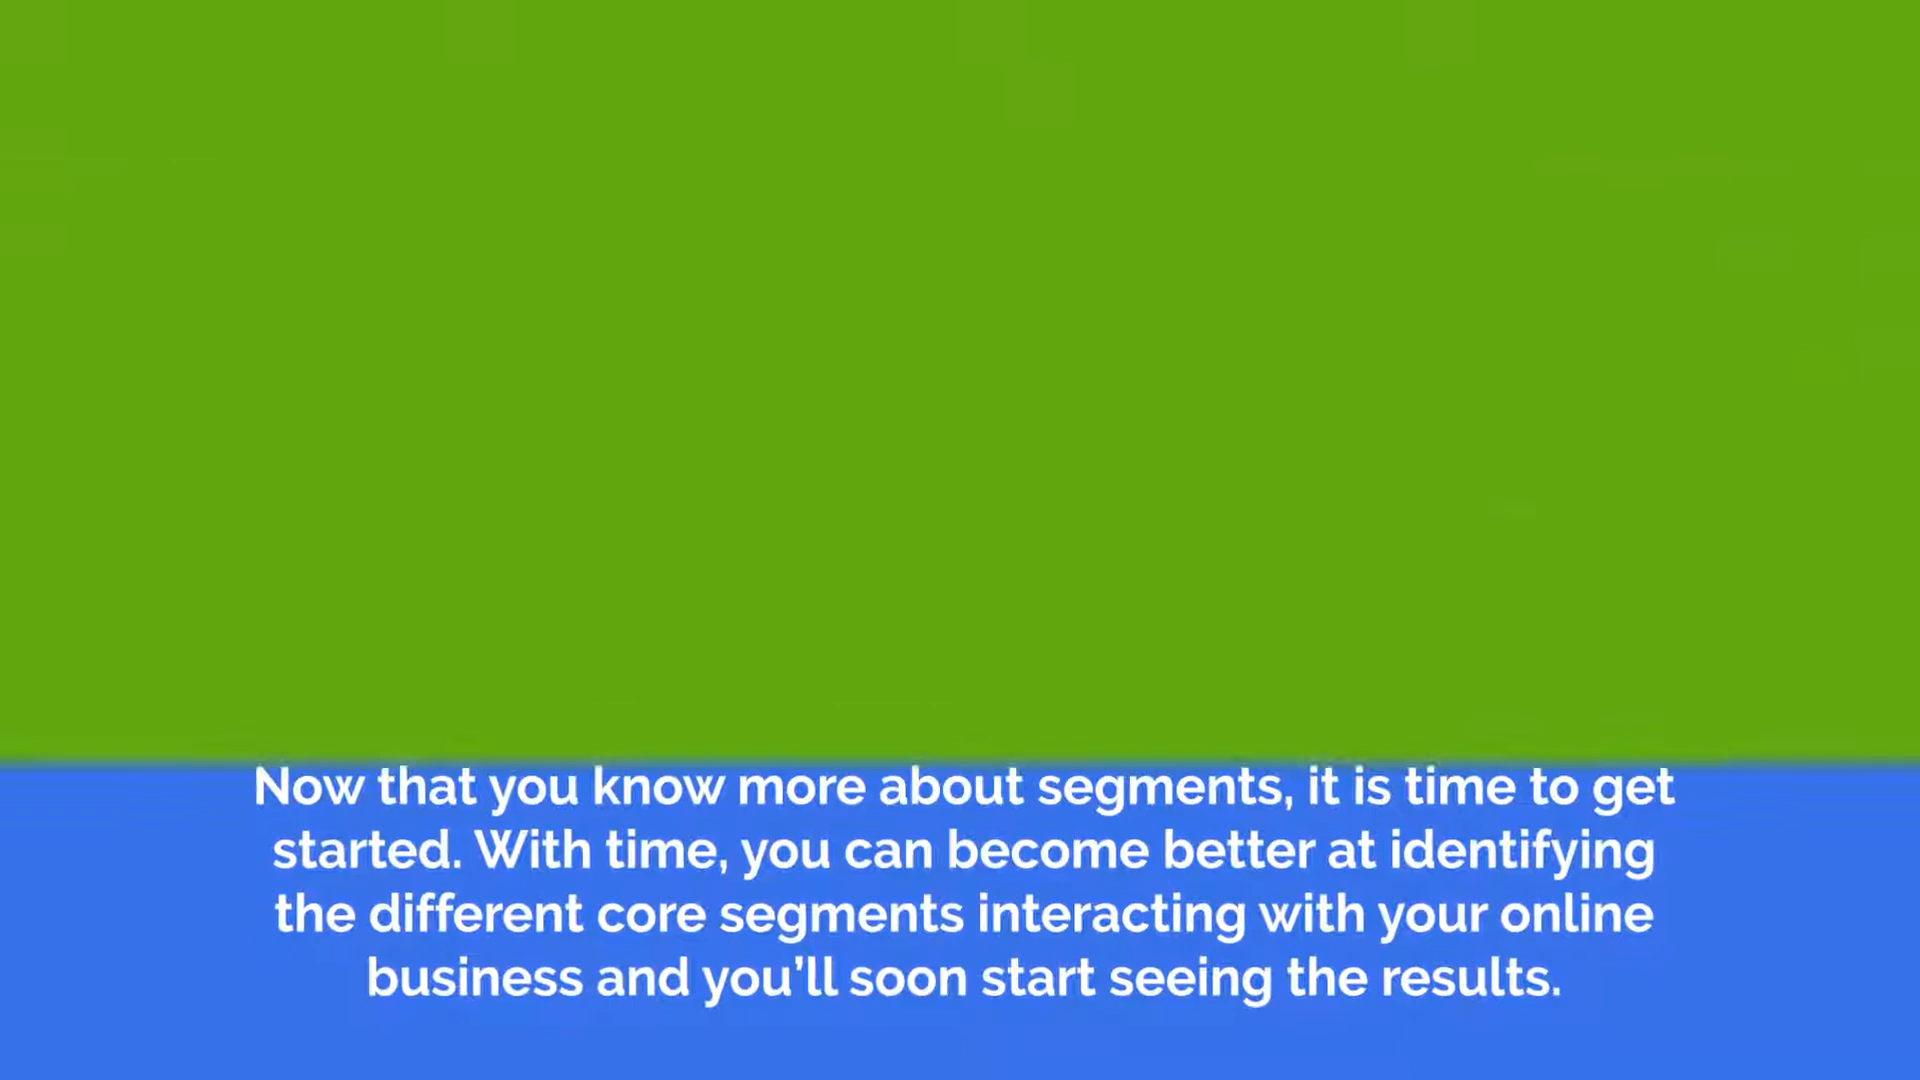 Now that you know more about segments, it is time to get
started. With time, you can become better at identifying
the different core segments interacting with your online
business and you’ll soon start seeing the results.